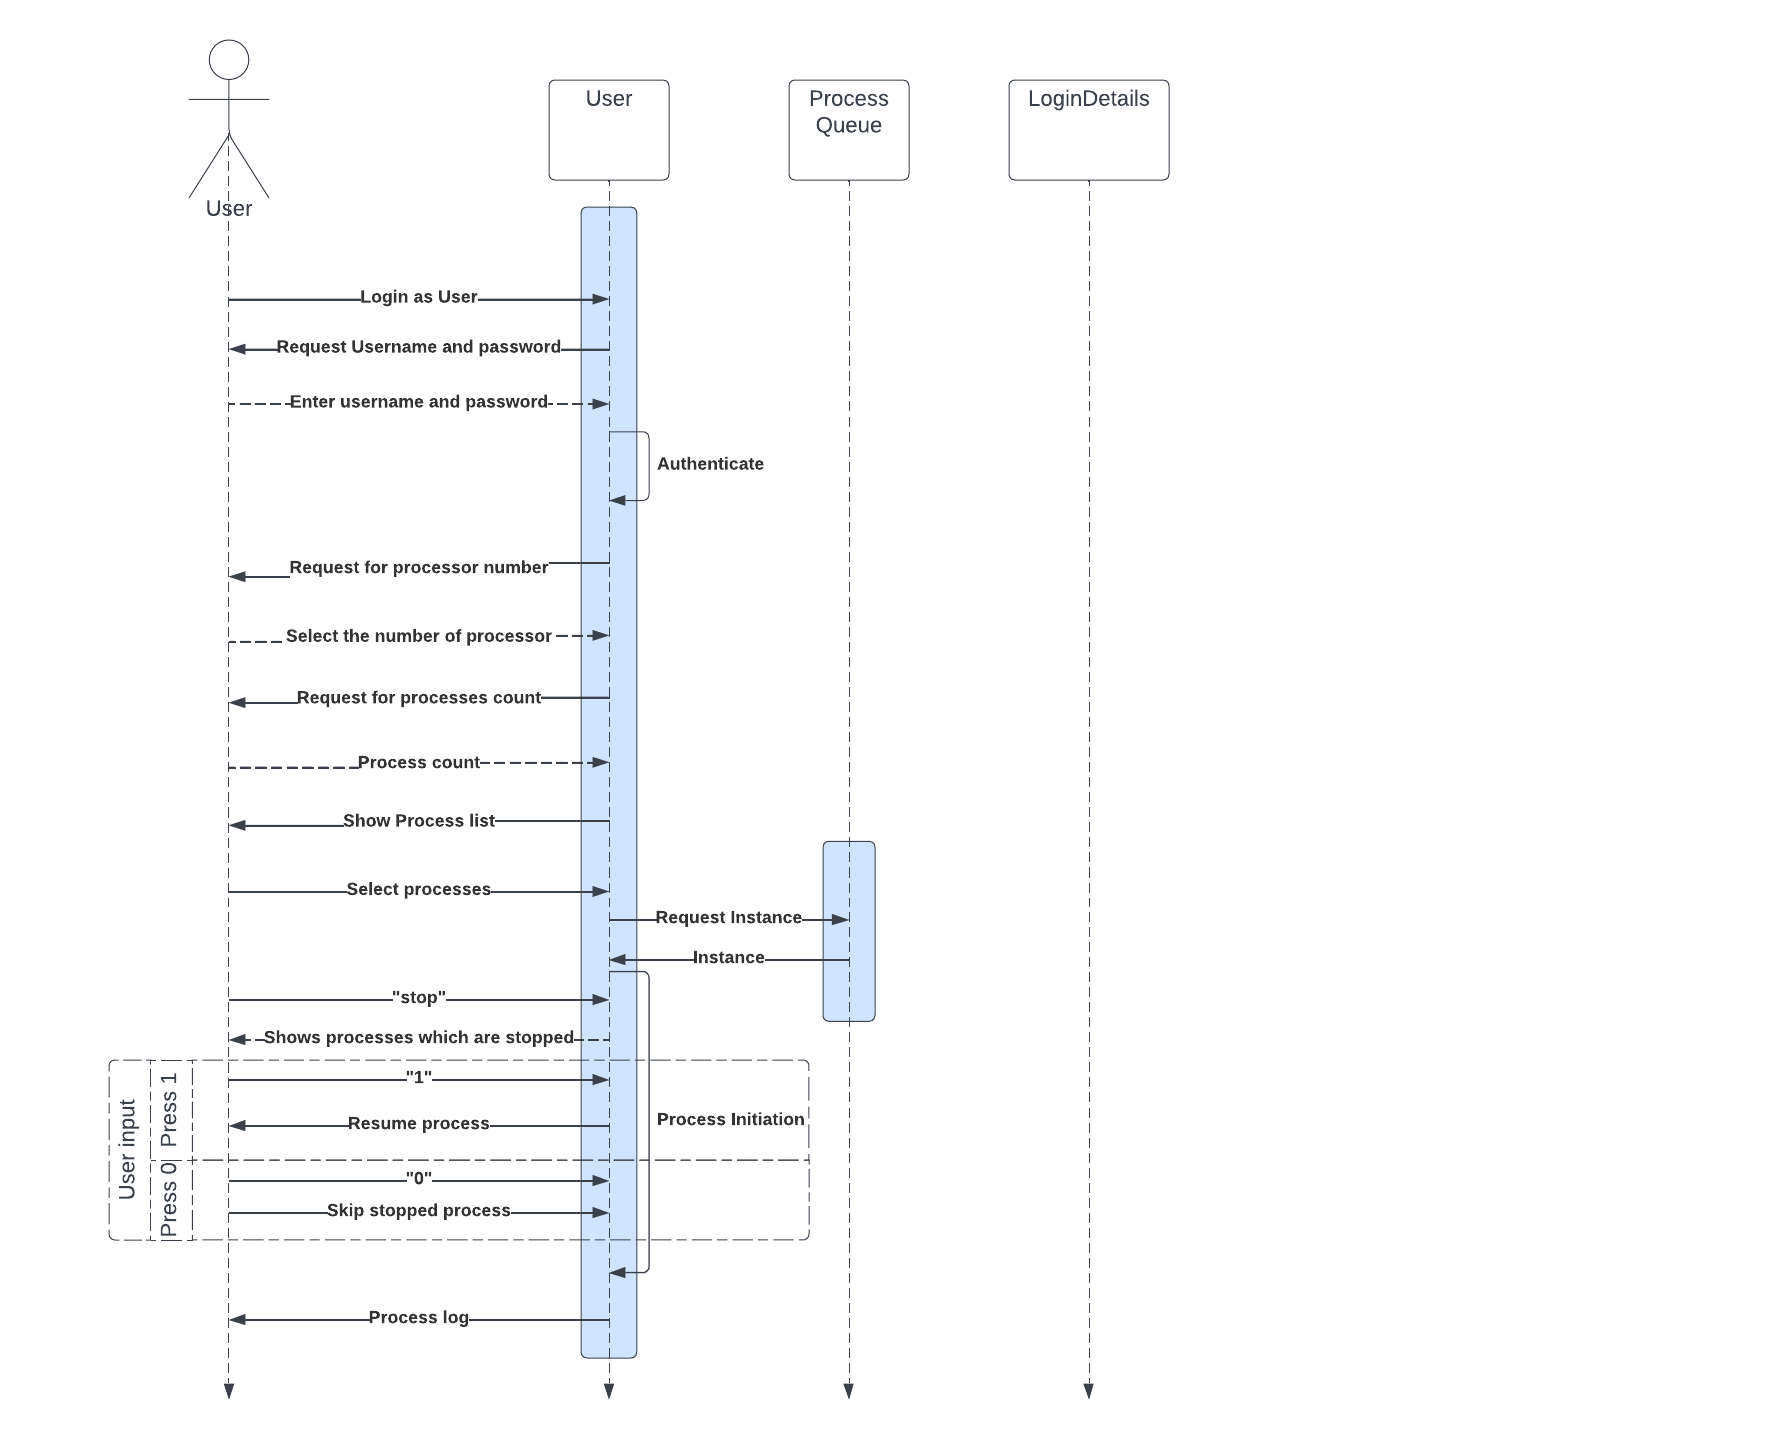 User
User
Process
Queue
LoginDetails
Login as User
Request Username and password
Enter username and password
Authenticate
Request for processor number
Select the number of processor
Request for processes count
Process count
Show Process list
Select processes
Request Instance
Instance
"stop"
Shows processes which are stopped
User input
Press 1
"1"
Resume process
Process Initiation
Press 0
"0"
Skip stopped process
Process log